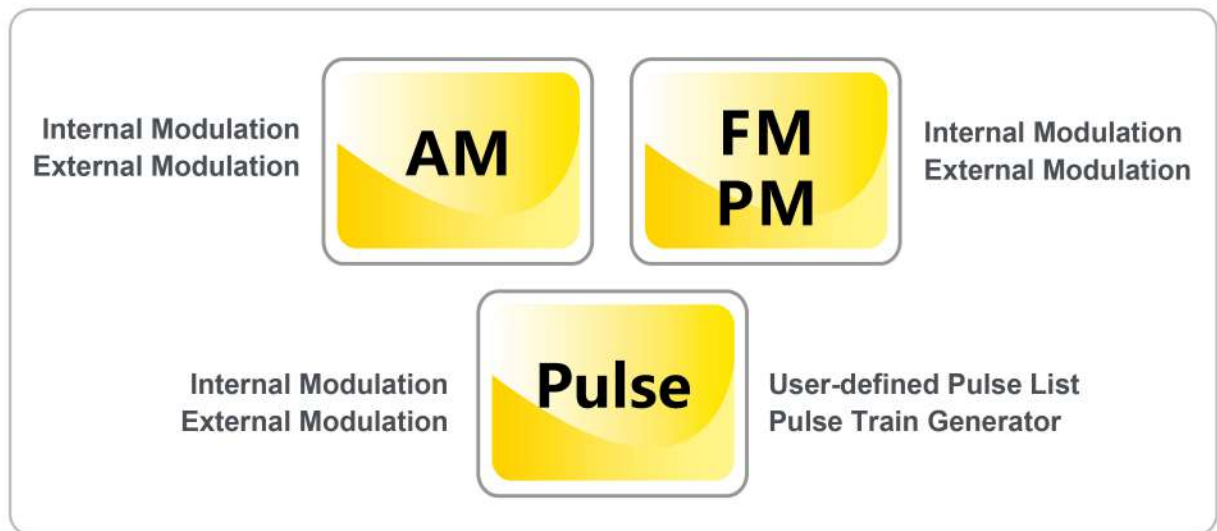 Internal Modulation
External Modulation
AM
FM
PM
Internal Modulation
External Modulation
Internal Modulation
External Modulation
Pulse
User-defined Pulse List
Pulse Train Generator